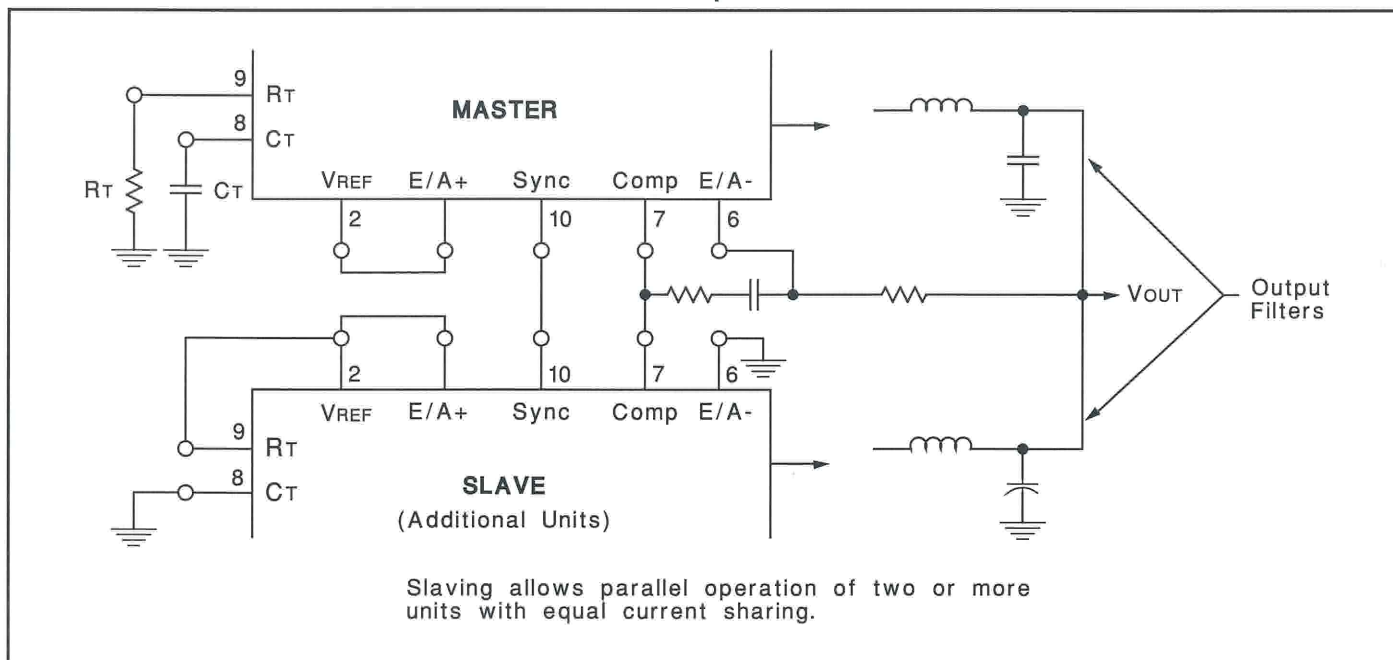 9
RT
MASTER
8
CT
RT
CT
VREF E/A+ Sync Comp E/A-
2 10 7 6
VOUT
Output
Filters
2 10 7 6
VREF E/A+ Sync Comp E/A-
9
RT
8
CT
SLAVE
(Additional Units)
Slaving allows parallel operation of two or more
units with equal current sharing.